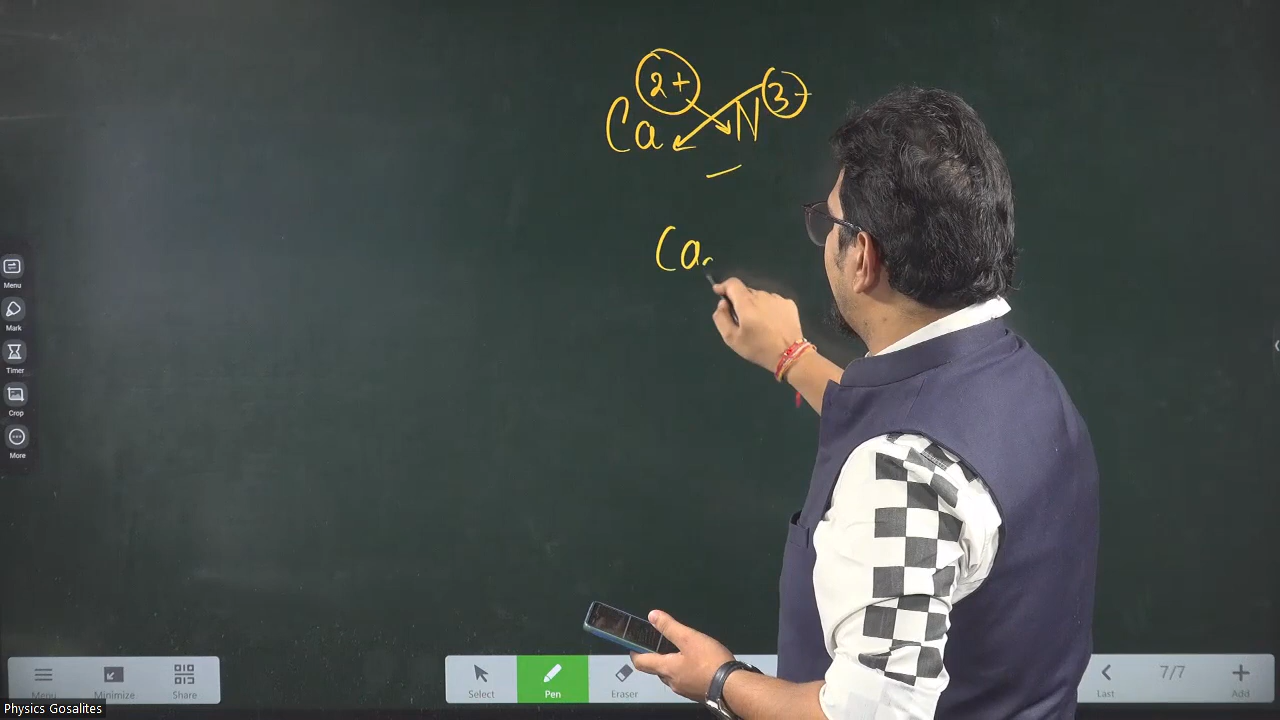 Ca 2+ N 3-
Ca
Menu
Mark
Timer
Crop
More
Menu Minimize Share Select Pen Eraser Last 7/7 Add
Physics Gosalites